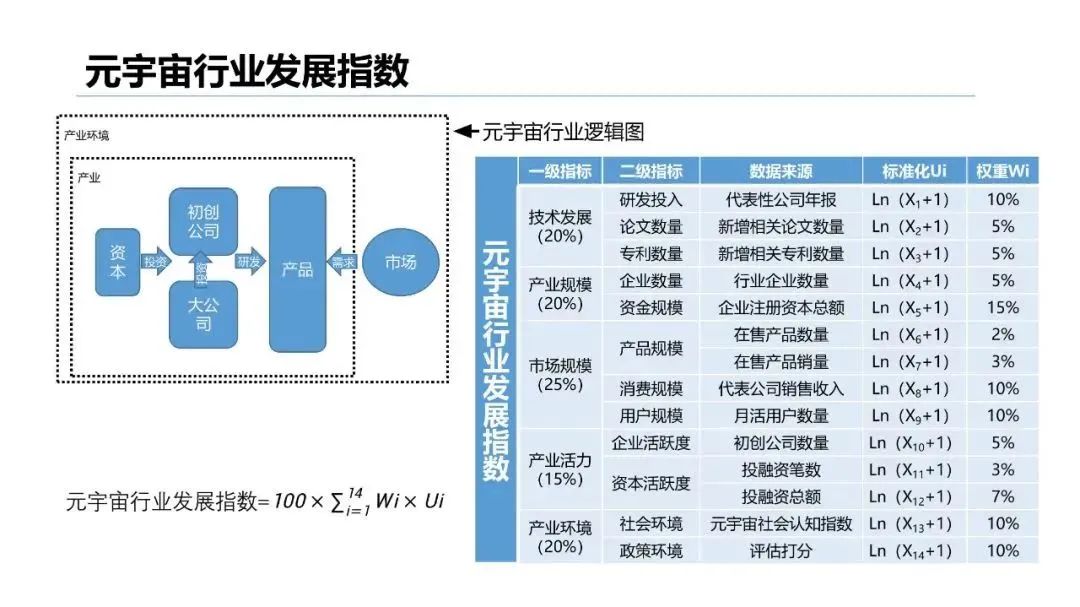 元宇宙行业发展指数
产业环境
元宇宙行业逻辑图
产业
资本
投资
初创公司
投资
大公司
研发
产品
需求
市场
元宇宙行业发展指数=100×∑¹⁴ᵢ₌₁ Wi× Ui
元宇宙行业发展指数
一级指标 二级指标 数据来源 标准化Ui 权重Wi
技术发展(20%) 研发投入 代表性公司年报 Ln（X₁+1) 10%
论文数量 新增相关论文数量 Ln（X₂+1) 5%
专利数量 新增相关专利数量 Ln（X₃+1) 5%
产业规模(20%) 企业数量 行业企业数量 Ln（X₄+1) 5%
资金规模 企业注册资本总额 Ln（X₅+1) 15%
市场规模(25%) 产品规模 在售产品数量 Ln（X₆+1) 2%
在售产品销量 Ln（X₇+1) 3%
消费规模 代表公司销售收入 Ln（X₈+1) 10%
用户规模 月活用户数量 Ln（X₉+1) 10%
产业活力(15%) 企业活跃度 初创公司数量 Ln（X₁₀+1) 5%
资本活跃度 投融资笔数 Ln（X₁₁+1) 3%
投融资总额 Ln（X₁₂+1) 7%
产业环境(20%) 社会环境 元宇宙社会认知指数 Ln（X₁₃+1) 10%
政策环境 评估打分 Ln（X₁₄+1) 10%